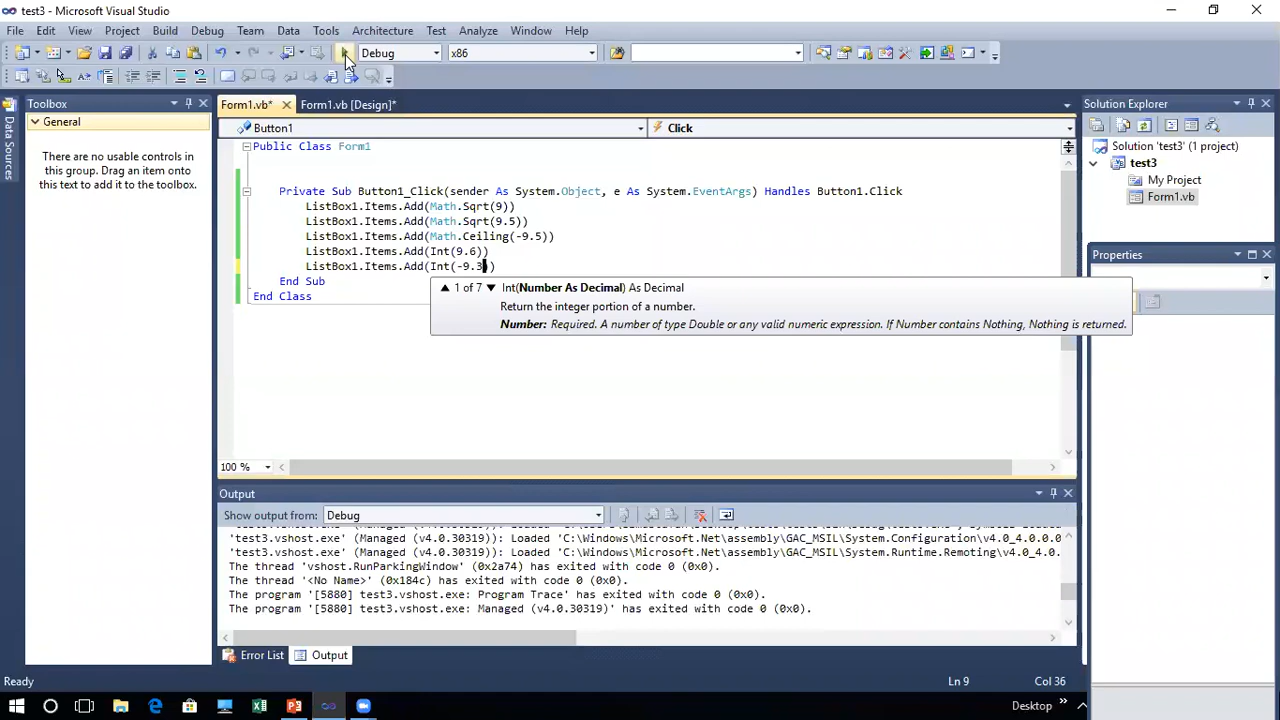 test3 - Microsoft Visual Studio
File Edit View Project Build Debug Team Data Tools Architecture Test Analyze Window Help
Debug x86
Toolbox
General
There are no usable controls in
this group. Drag an item onto
this text to add it to the toolbox.
Data Sources
Form1.vb* Form1.vb [Design]*
Button1 Click
Public Class Form1
Private Sub Button1_Click(sender As System.Object, e As System.EventArgs) Handles Button1.Click
ListBox1.Items.Add(Math.Sqrt(9))
ListBox1.Items.Add(Math.Sqrt(9.5))
ListBox1.Items.Add(Math.Ceiling(-9.5))
ListBox1.Items.Add(Int(9.6))
ListBox1.Items.Add(Int(-9.3))
End Sub
End Class
1 of 7 Int(Number As Decimal) As Decimal
Return the integer portion of a number.
Number: Required. A number of type Double or any valid numeric expression. If Number contains Nothing, Nothing is returned.
100 %
Output
Show output from: Debug
'test3.vshost.exe' (Managed (v4.0.30319)): Loaded 'C:\Windows\Microsoft.Net\assembly\GAC_MSIL\System.Configuration\v4.0_4.0.0.0
'test3.vshost.exe' (Managed (v4.0.30319)): Loaded 'C:\Windows\Microsoft.Net\assembly\GAC_MSIL\System.Runtime.Remoting\v4.0_4.0.
The thread 'vshost.RunParkingWindow' (0x2a74) has exited with code 0 (0x0).
The thread '<No Name>' (0x184c) has exited with code 0 (0x0).
The program '[5880] test3.vshost.exe: Program Trace' has exited with code 0 (0x0).
The program '[5880] test3.vshost.exe: Managed (v4.0.30319)' has exited with code 0 (0x0).
Error List Output
Solution Explorer
Solution 'test3' (1 project)
test3
My Project
Form1.vb
Properties
Ready Ln 9 Col 36
Desktop